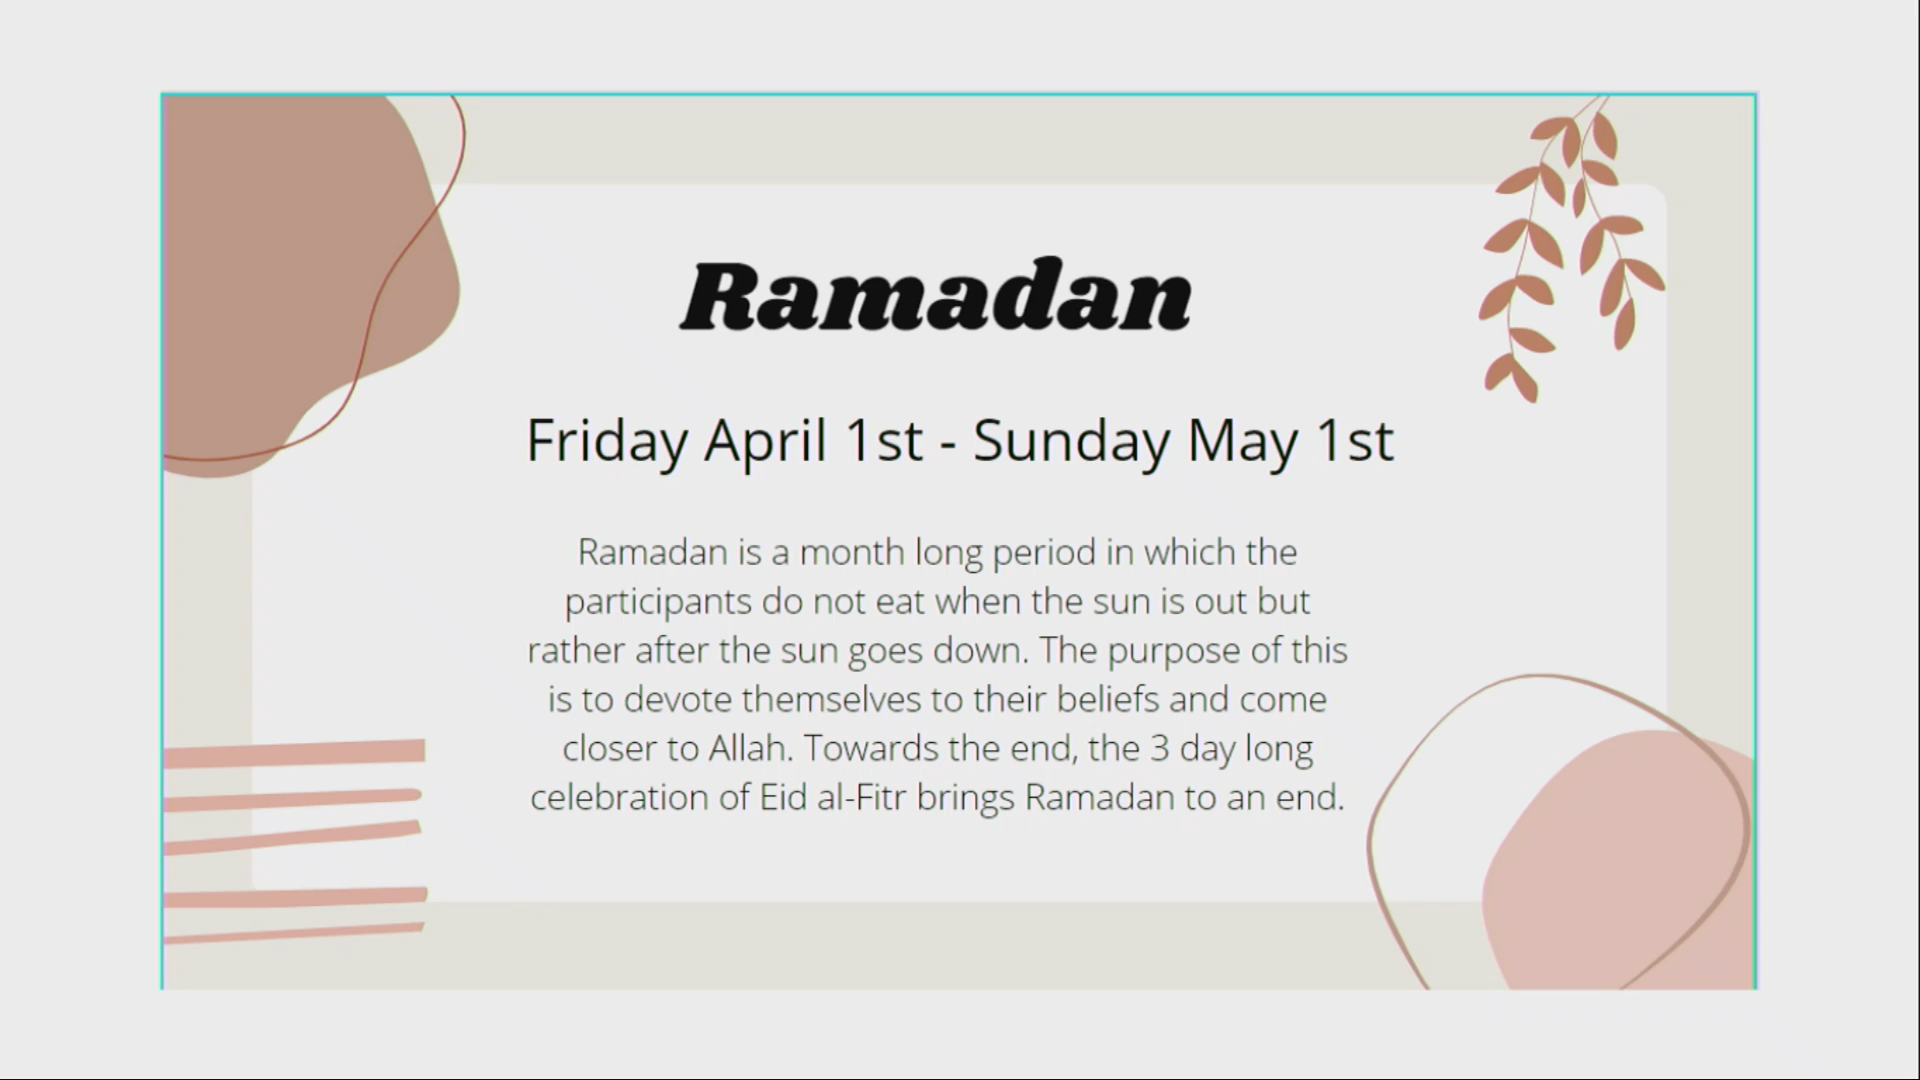 Ramadan
Friday April 1st - Sunday May 1st
Ramadan is a month long period in which the
participants do not eat when the sun is out but
rather after the sun goes down. The purpose of this
is to devote themselves to their beliefs and come
closer to Allah. Towards the end, the 3 day long
celebration of Eid al-Fitr brings Ramadan to an end.